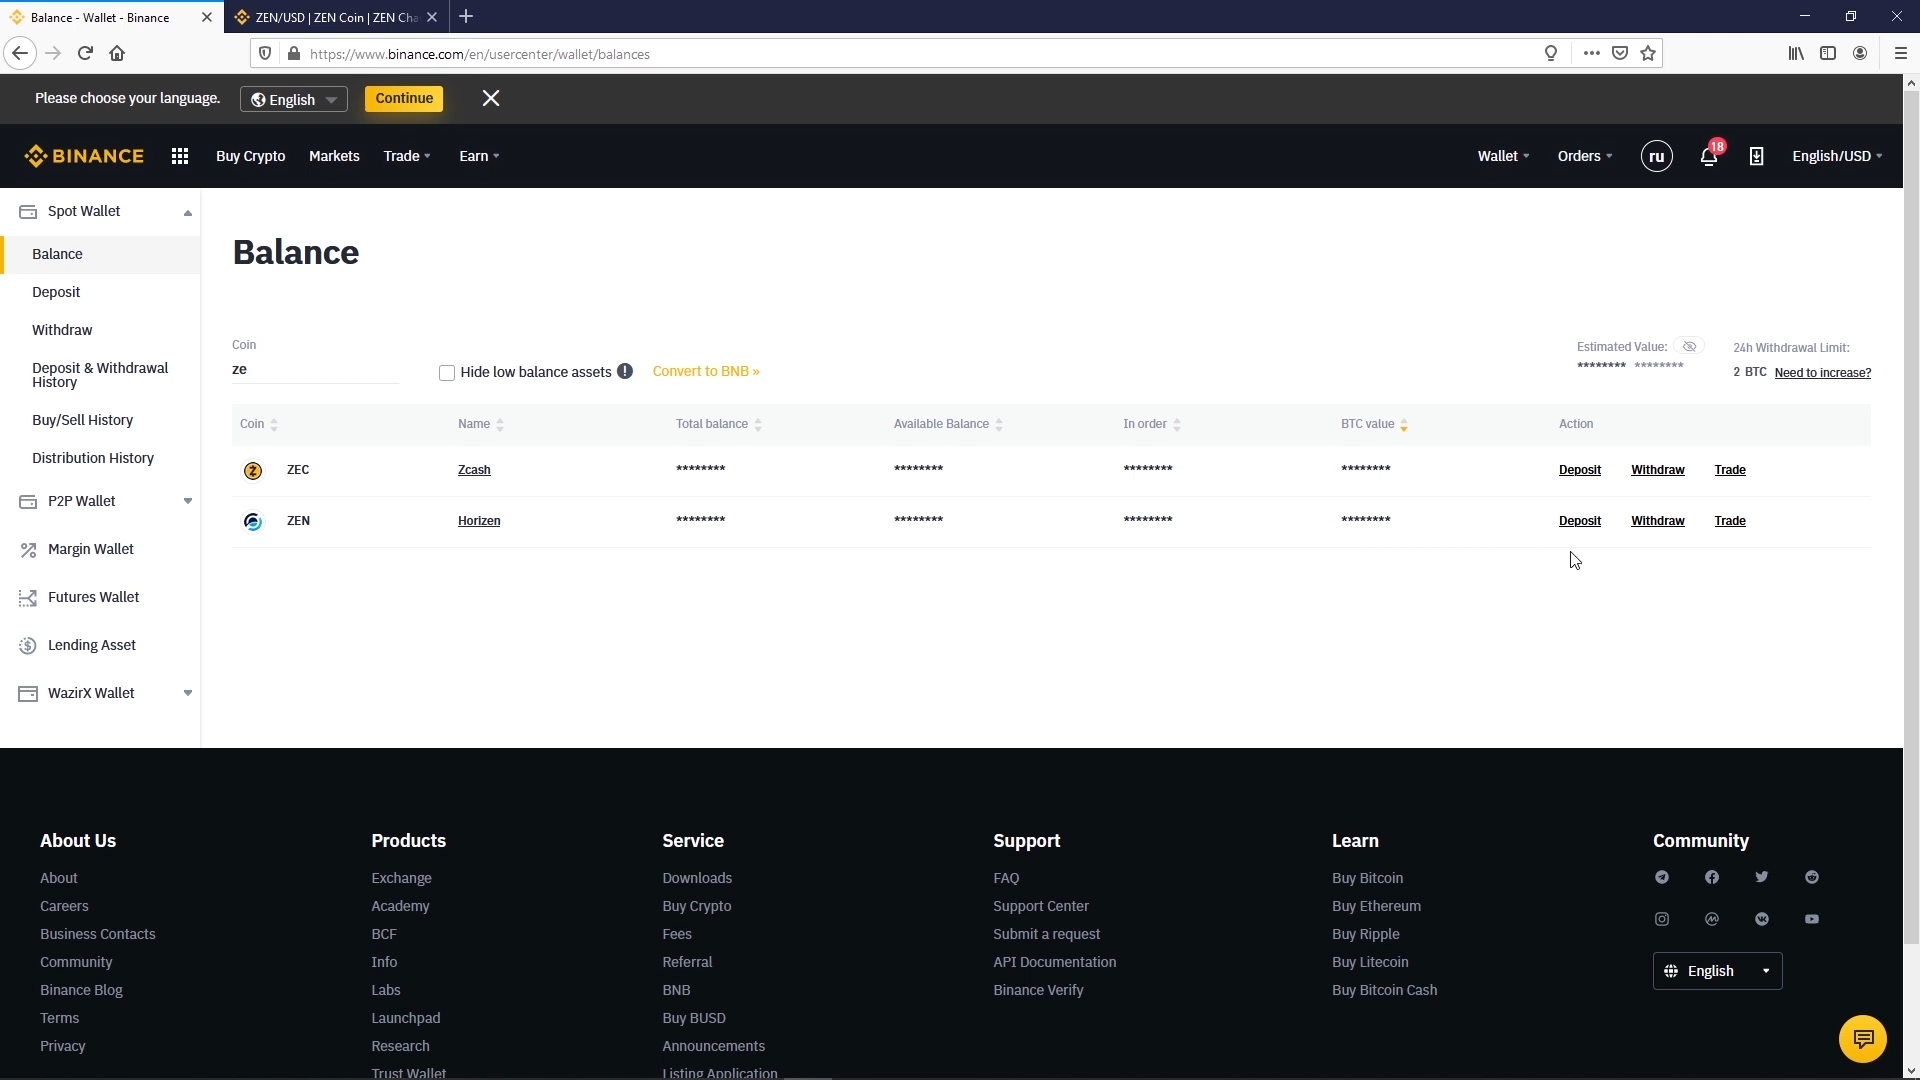 Balance - Wallet - Binance
ZEN/USD | ZEN Coin | ZEN Cha
https://www.binance.com/en/usercenter/wallet/balances
Please choose your language.
English
Continue
BINANCE
Buy Crypto
Markets
Trade
Earn
Wallet
Orders
ru
18
English/USD
Spot Wallet
Balance
Deposit
Withdraw
Deposit & Withdrawal
History
Buy/Sell History
Distribution History
P2P Wallet
Margin Wallet
Futures Wallet
Lending Asset
WazirX Wallet
Balance
Coin
ze
Hide low balance assets
Convert to BNB »
Estimated Value:
******** ********
24h Withdrawal Limit:
2 BTC Need to increase?
Coin Name Total balance Available Balance In order BTC value Action
ZEC Zcash ******** ******** ******** ******** Deposit Withdraw Trade
ZEN Horizen ******** ******** ******** ******** Deposit Withdraw Trade
About Us
About
Careers
Business Contacts
Community
Binance Blog
Terms
Privacy
Products
Exchange
Academy
BCF
Info
Labs
Launchpad
Research
Trust Wallet
Service
Downloads
Buy Crypto
Fees
Referral
BNB
Buy BUSD
Announcements
Listing Application
Support
FAQ
Support Center
Submit a request
API Documentation
Binance Verify
Learn
Buy Bitcoin
Buy Ethereum
Buy Ripple
Buy Litecoin
Buy Bitcoin Cash
Community
English